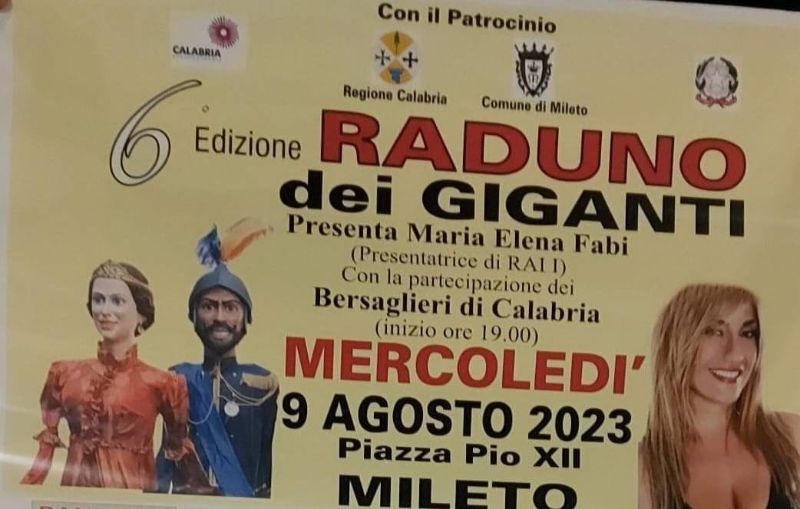 Con il Patrocinio
CALABRIA
Regione Calabria
Comune di Mileto
6° Edizione RADUNO
dei GIGANTI
Presenta Maria Elena Fabi
(Presentatrice di RAI I)
Con la partecipazione dei
Bersaglieri di Calabria
(inizio ore 19.00)
MERCOLEDI'
9 AGOSTO 2023
Piazza Pio XII
MILETO